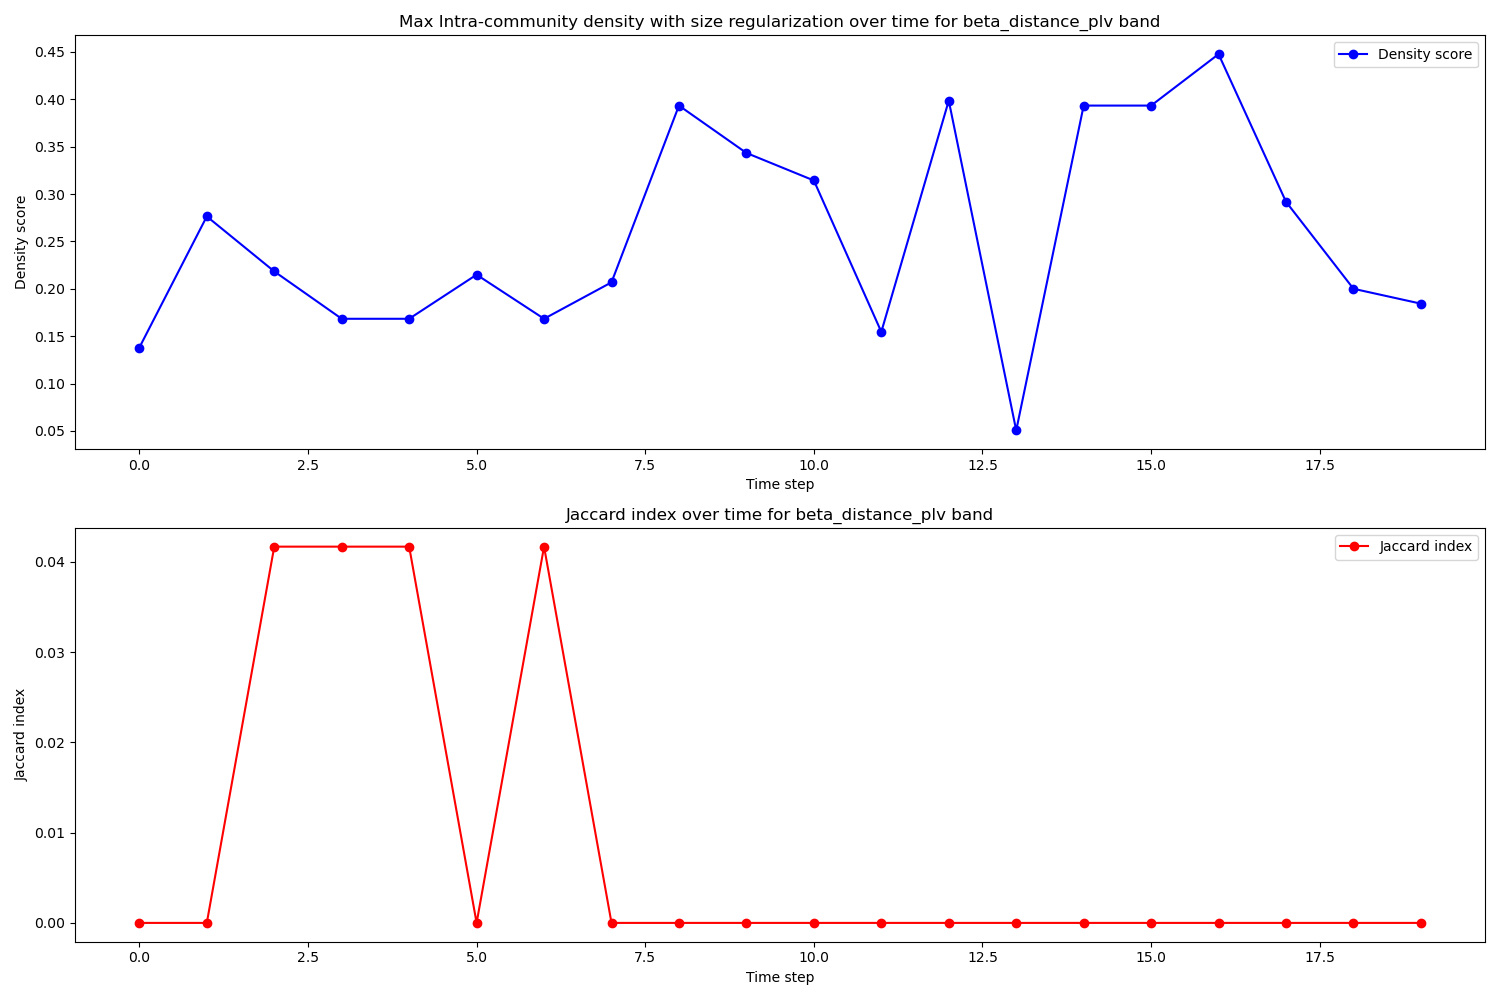 Max Intra-community density with size regularization over time for beta_distance_plv band
Density score
0.45
0.40
0.35
0.30
0.25
0.20
0.15
0.10
0.05
Density score
0.0 2.5 5.0 7.5 10.0 12.5 15.0 17.5
Time step
Jaccard index over time for beta_distance_plv band
Jaccard index
0.04
0.03
0.02
0.01
0.00
Jaccard index
0.0 2.5 5.0 7.5 10.0 12.5 15.0 17.5
Time step